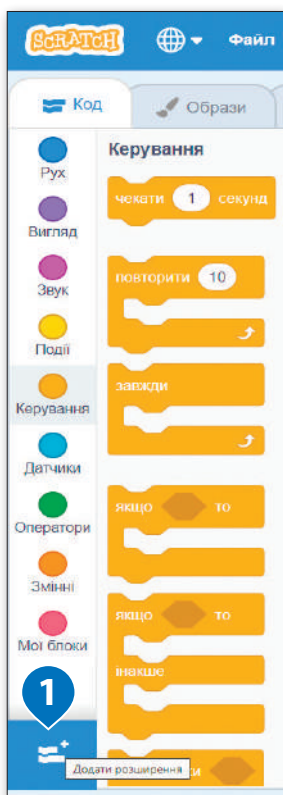 SCRATCH Файл
Код Образи
Рух
Вигляд
Звук
Події
Керування
Датчики
Оператори
Змінні
Мої блоки
Керування
чекати 1 секунд
повторити 10
завжди
якщо то
якщо то
інакше
1
Додати розширення